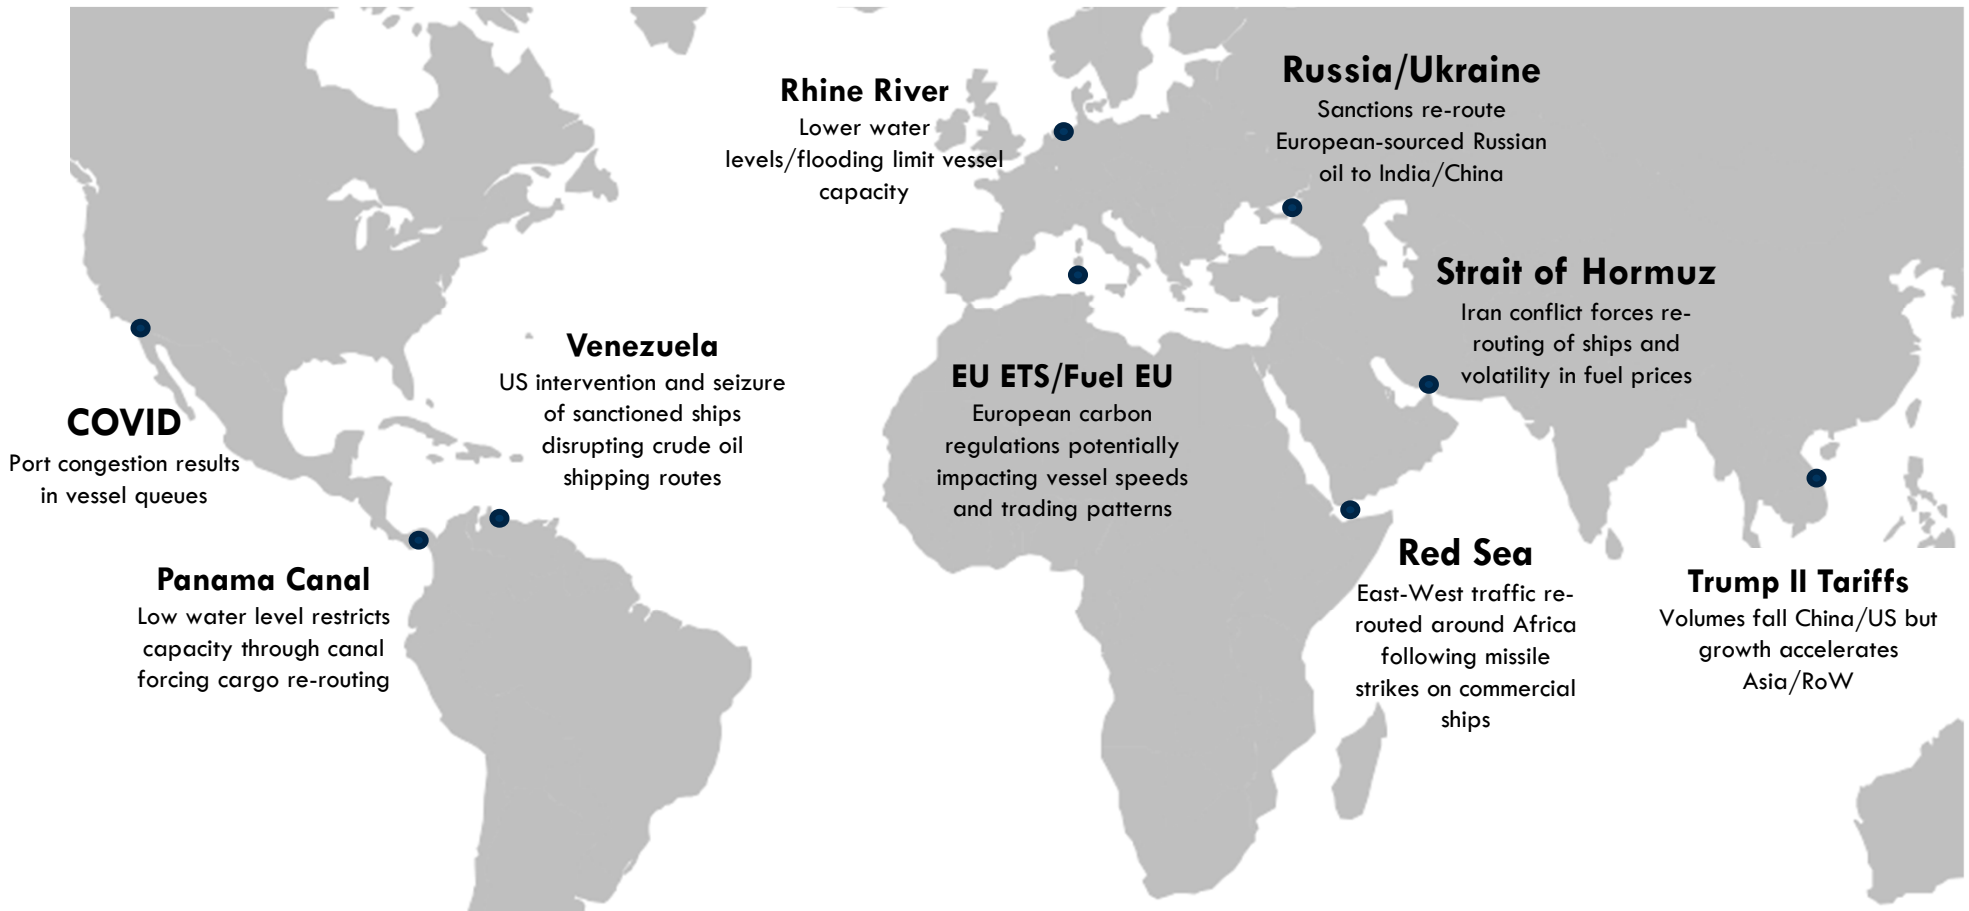 Rhine River
Lower water
levels/flooding limit vessel
capacity
Russia/Ukraine
Sanctions re-route
European-sourced Russian
oil to India/China
Strait of Hormuz
Iran conflict forces re-
routing of ships and
volatility in fuel prices
Venezuela
US intervention and seizure
of sanctioned ships
disrupting crude oil
shipping routes
EU ETS/Fuel EU
European carbon
regulations potentially
impacting vessel speeds
and trading patterns
COVID
Port congestion results
in vessel queues
Panama Canal
Low water level restricts
capacity through canal
forcing cargo re-routing
Red Sea
East-West traffic re-
routed around Africa
following missile
strikes on commercial
ships
Trump II Tariffs
Volumes fall China/US but
growth accelerates
Asia/RoW